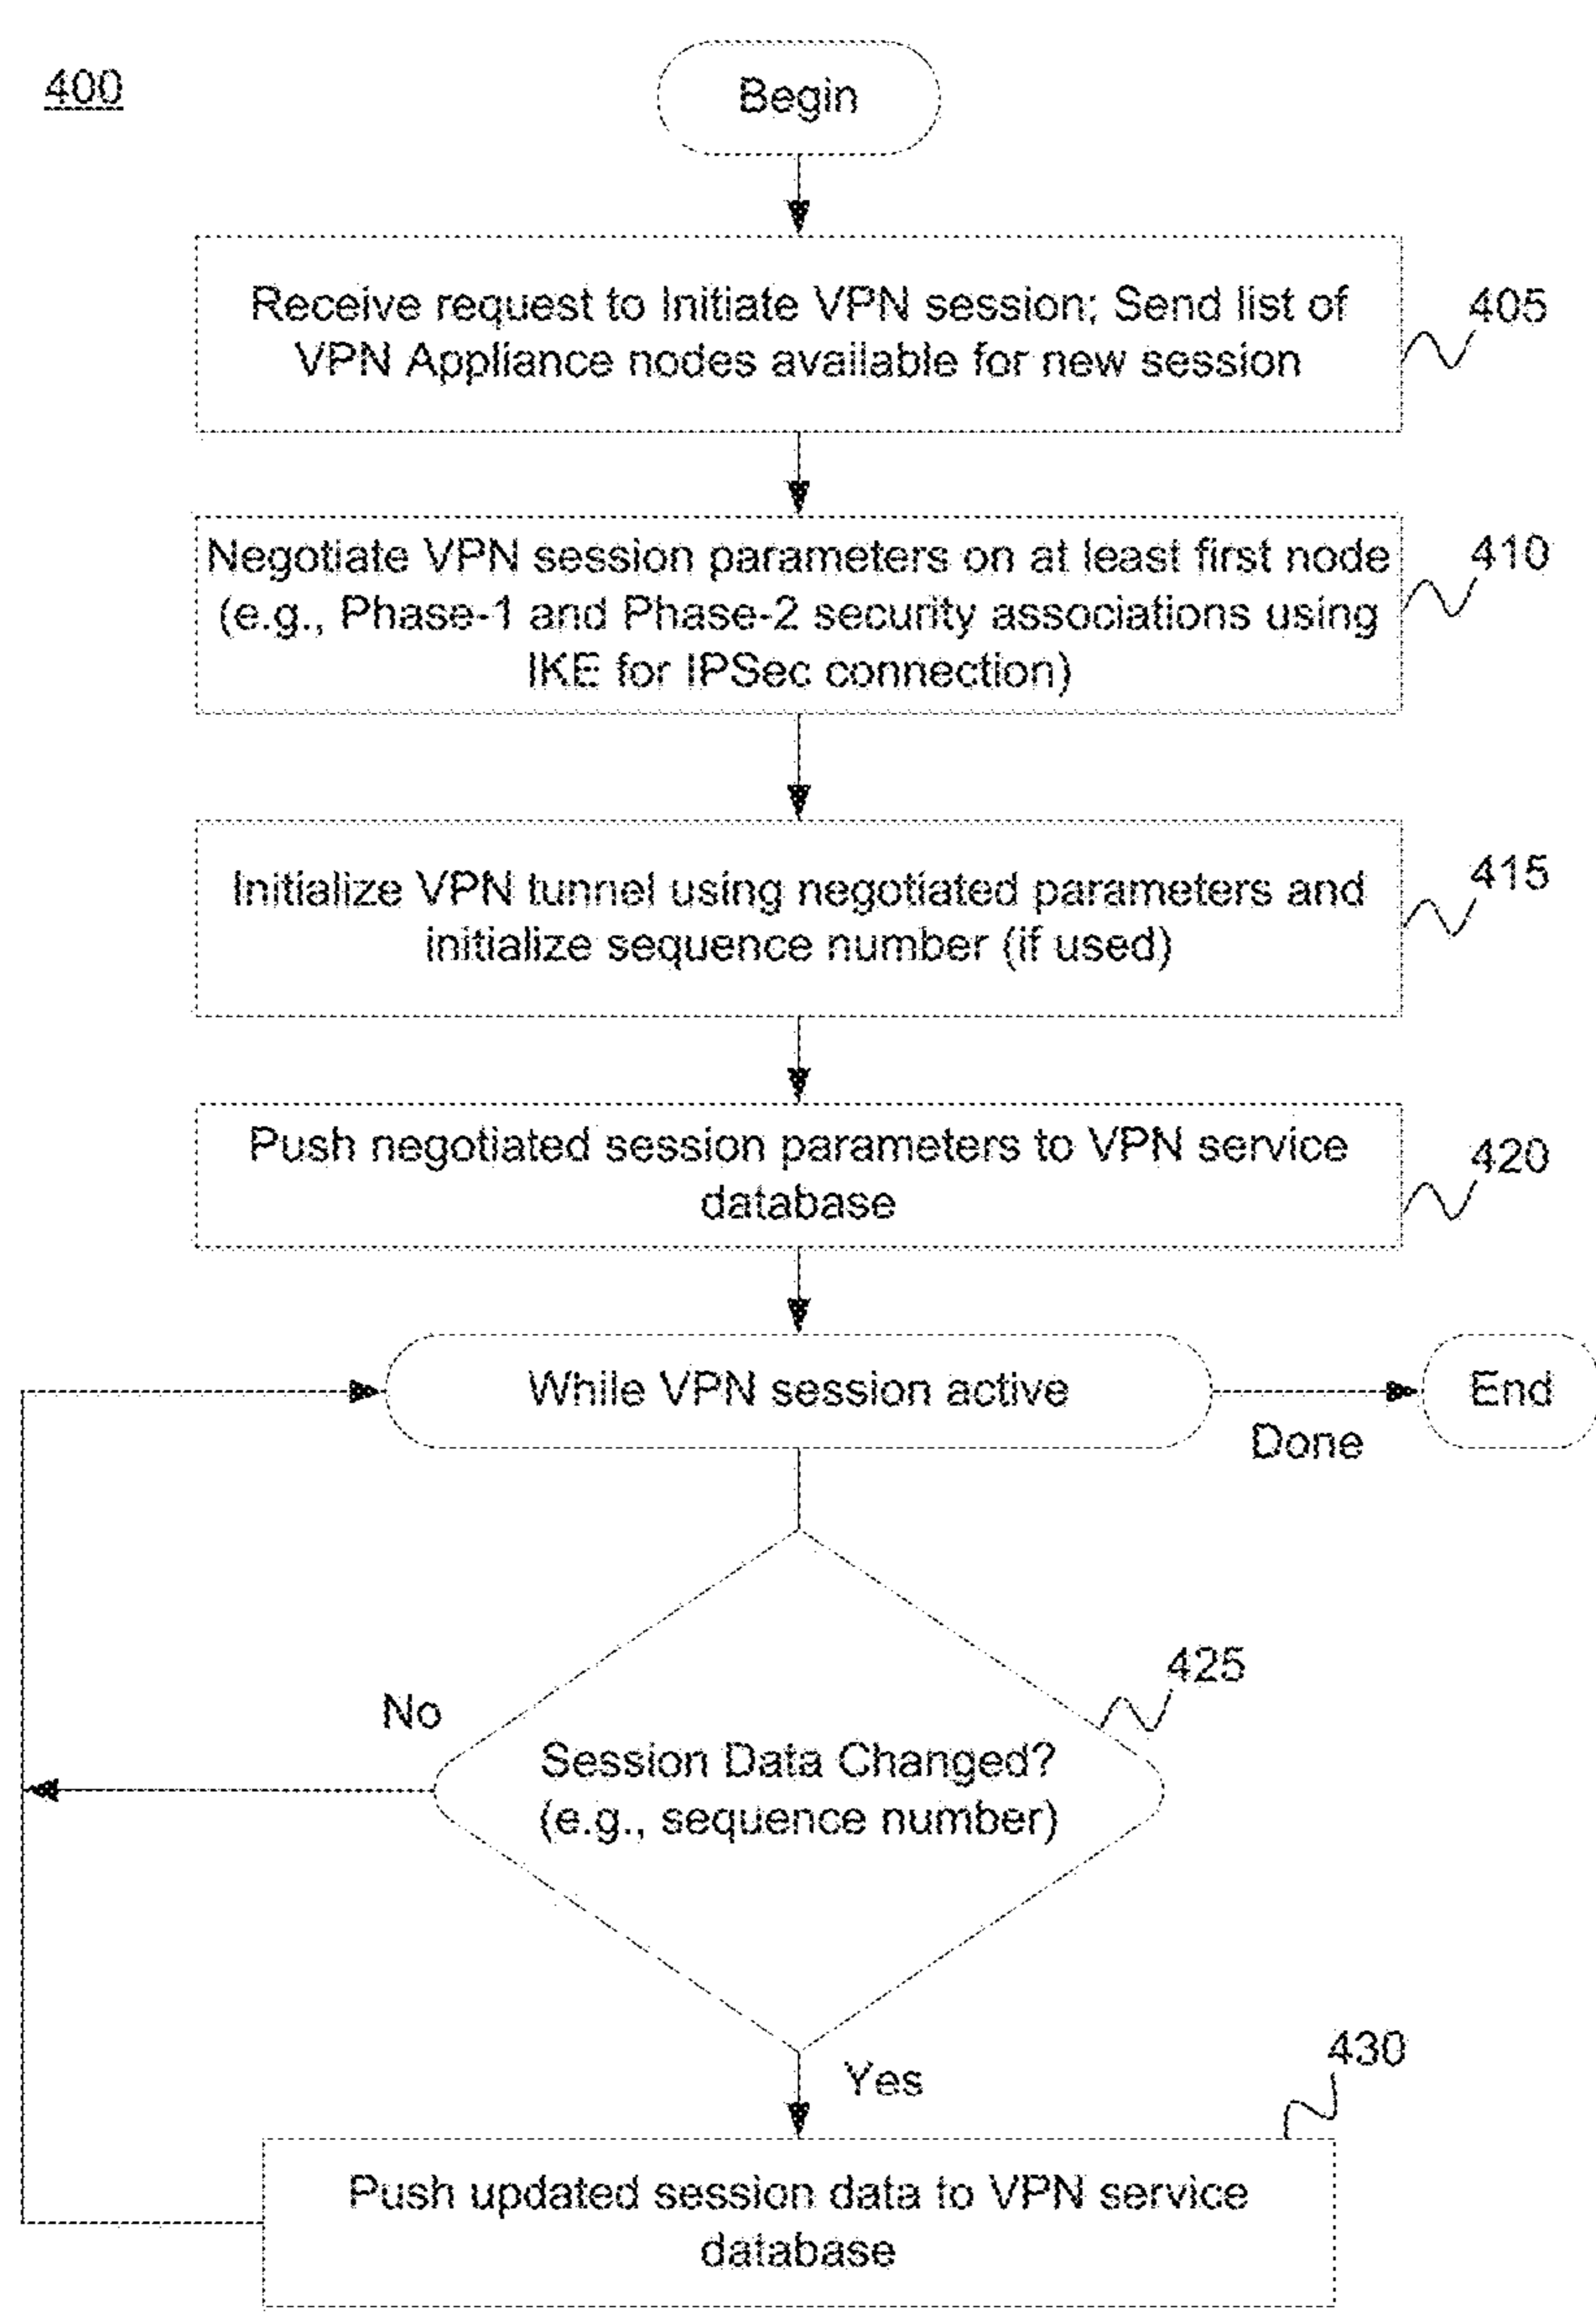 400
Begin
Receive request to Initiate VPN session; Send list of
VPN Appliance nodes available for new session
405
Negotiate VPN session parameters on at least first node
(e.g., Phase-1 and Phase-2 security associations using
IKE for IPSec connection)
410
Initialize VPN tunnel using negotiated parameters and
initialize sequence number (if used)
415
Push negotiated session parameters to VPN service
database
420
While VPN session active
Done
End
425
No
Session Data Changed?
(e.g., sequence number)
Yes
430
Push updated session data to VPN service
database